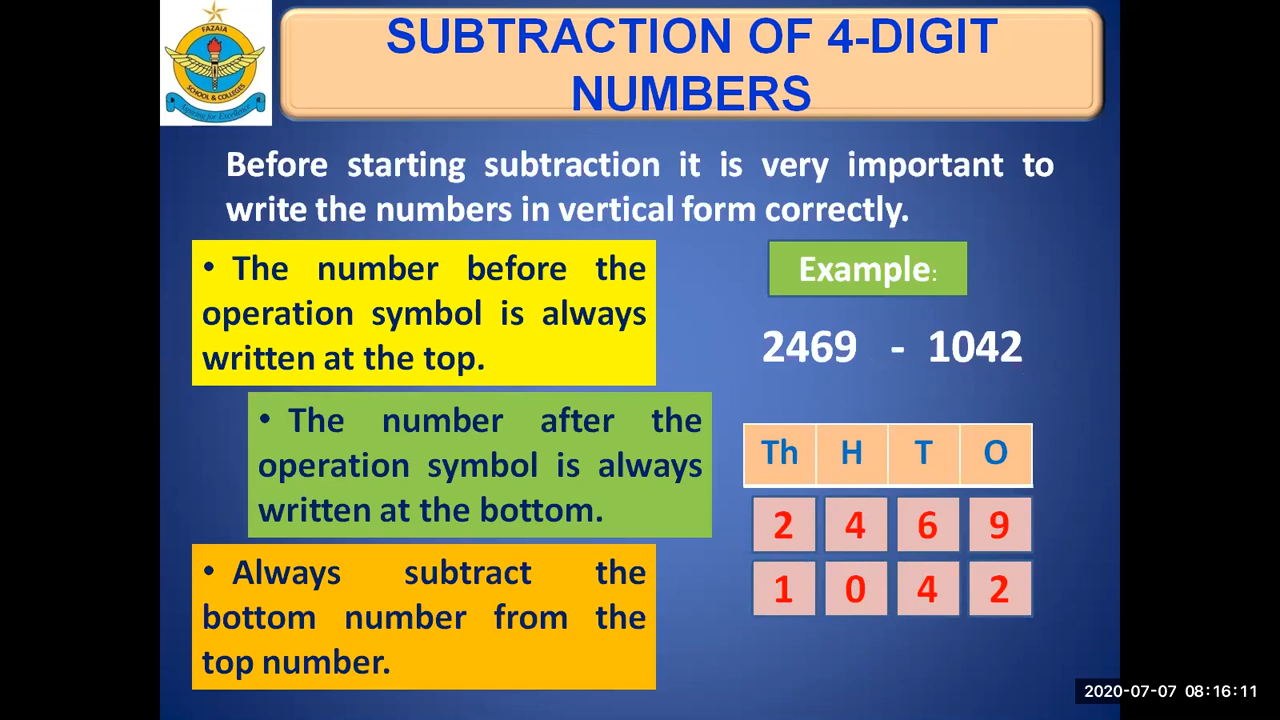 FAZAIA
SCHOOL & COLLEGES
SUBTRACTION OF 4-DIGIT
NUMBERS
Before starting subtraction it is very important to
write the numbers in vertical form correctly.
• The number before the
operation symbol is always
written at the top.
• The number after the
operation symbol is always
written at the bottom.
• Always subtract the
bottom number from the
top number.
Example:
2469 - 1042
Th H T O
2 4 6 9
1 0 4 2
2020-07-07 08:16:11